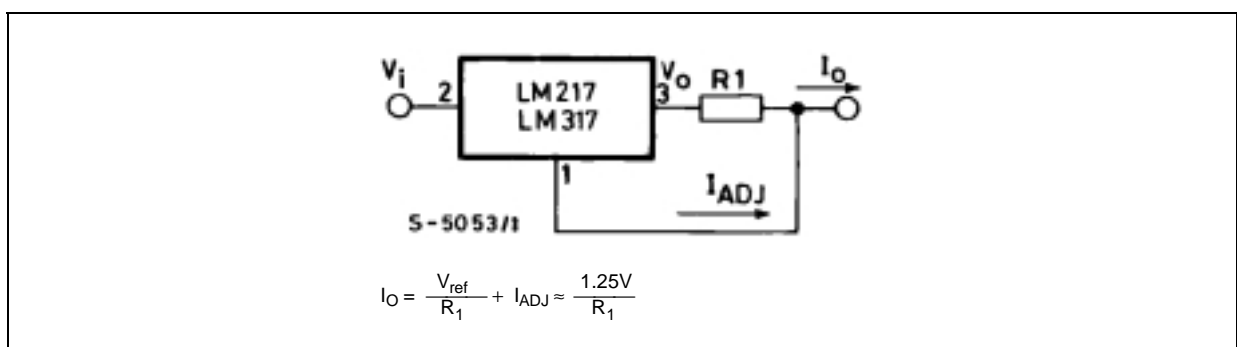 Vi
2
LM217
LM317
Vo
3
R1
Io
1
IADJ
S-5053/1
IO = Vref / R1 + IADJ ≈ 1.25V / R1